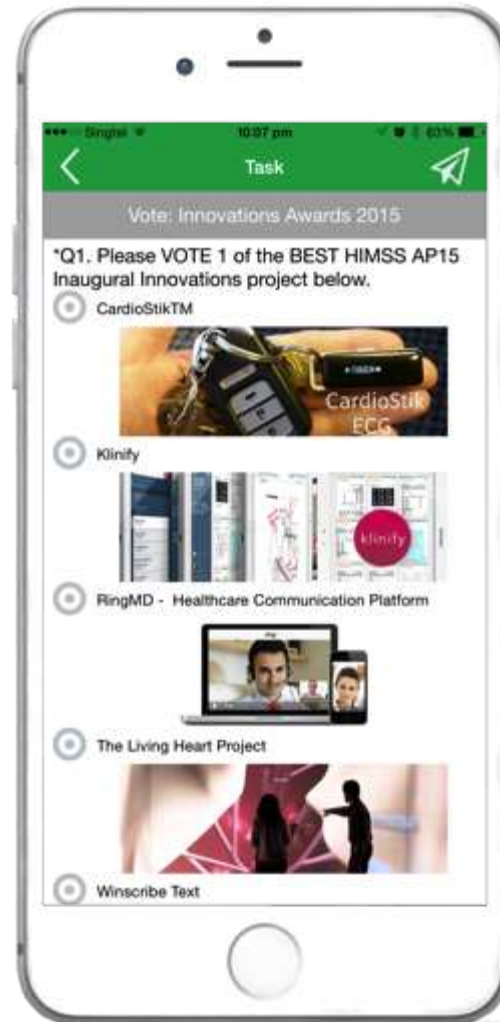 Singtel 10:07 pm 63%
Task
Vote: Innovations Awards 2015
*Q1. Please VOTE 1 of the BEST HIMSS AP15
Inaugural Innovations project below.
CardioStikTM
CardioStik
ECG
Klinify
klinify
RingMD - Healthcare Communication Platform
The Living Heart Project
Winscribe Text